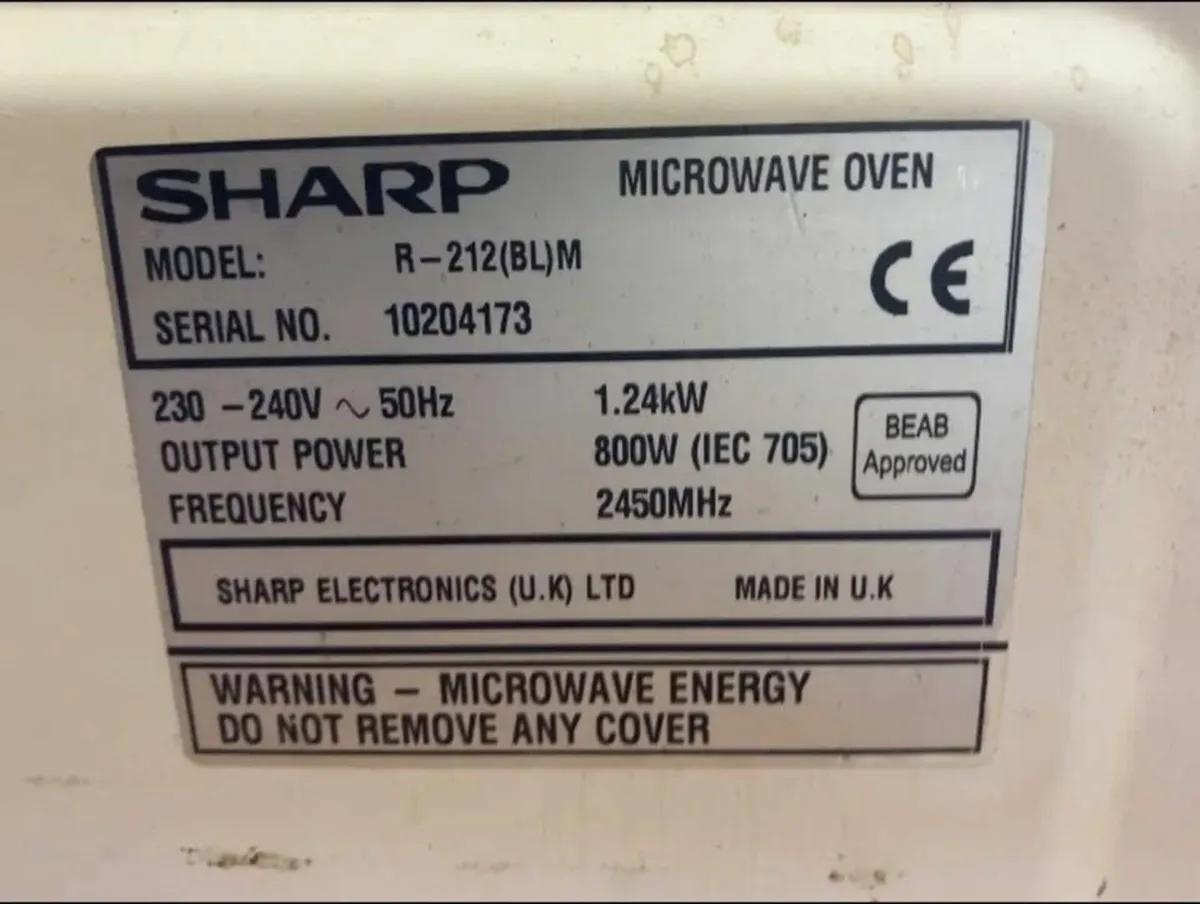 SHARP MICROWAVE OVEN
MODEL: R-212(BL)M
CE
SERIAL NO. 10204173
230 -240V ~ 50Hz 1.24kW
OUTPUT POWER 800W (IEC 705)
FREQUENCY 2450MHz
BEAB
Approved
SHARP ELECTRONICS (U.K) LTD MADE IN U.K
WARNING - MICROWAVE ENERGY
DO NOT REMOVE ANY COVER